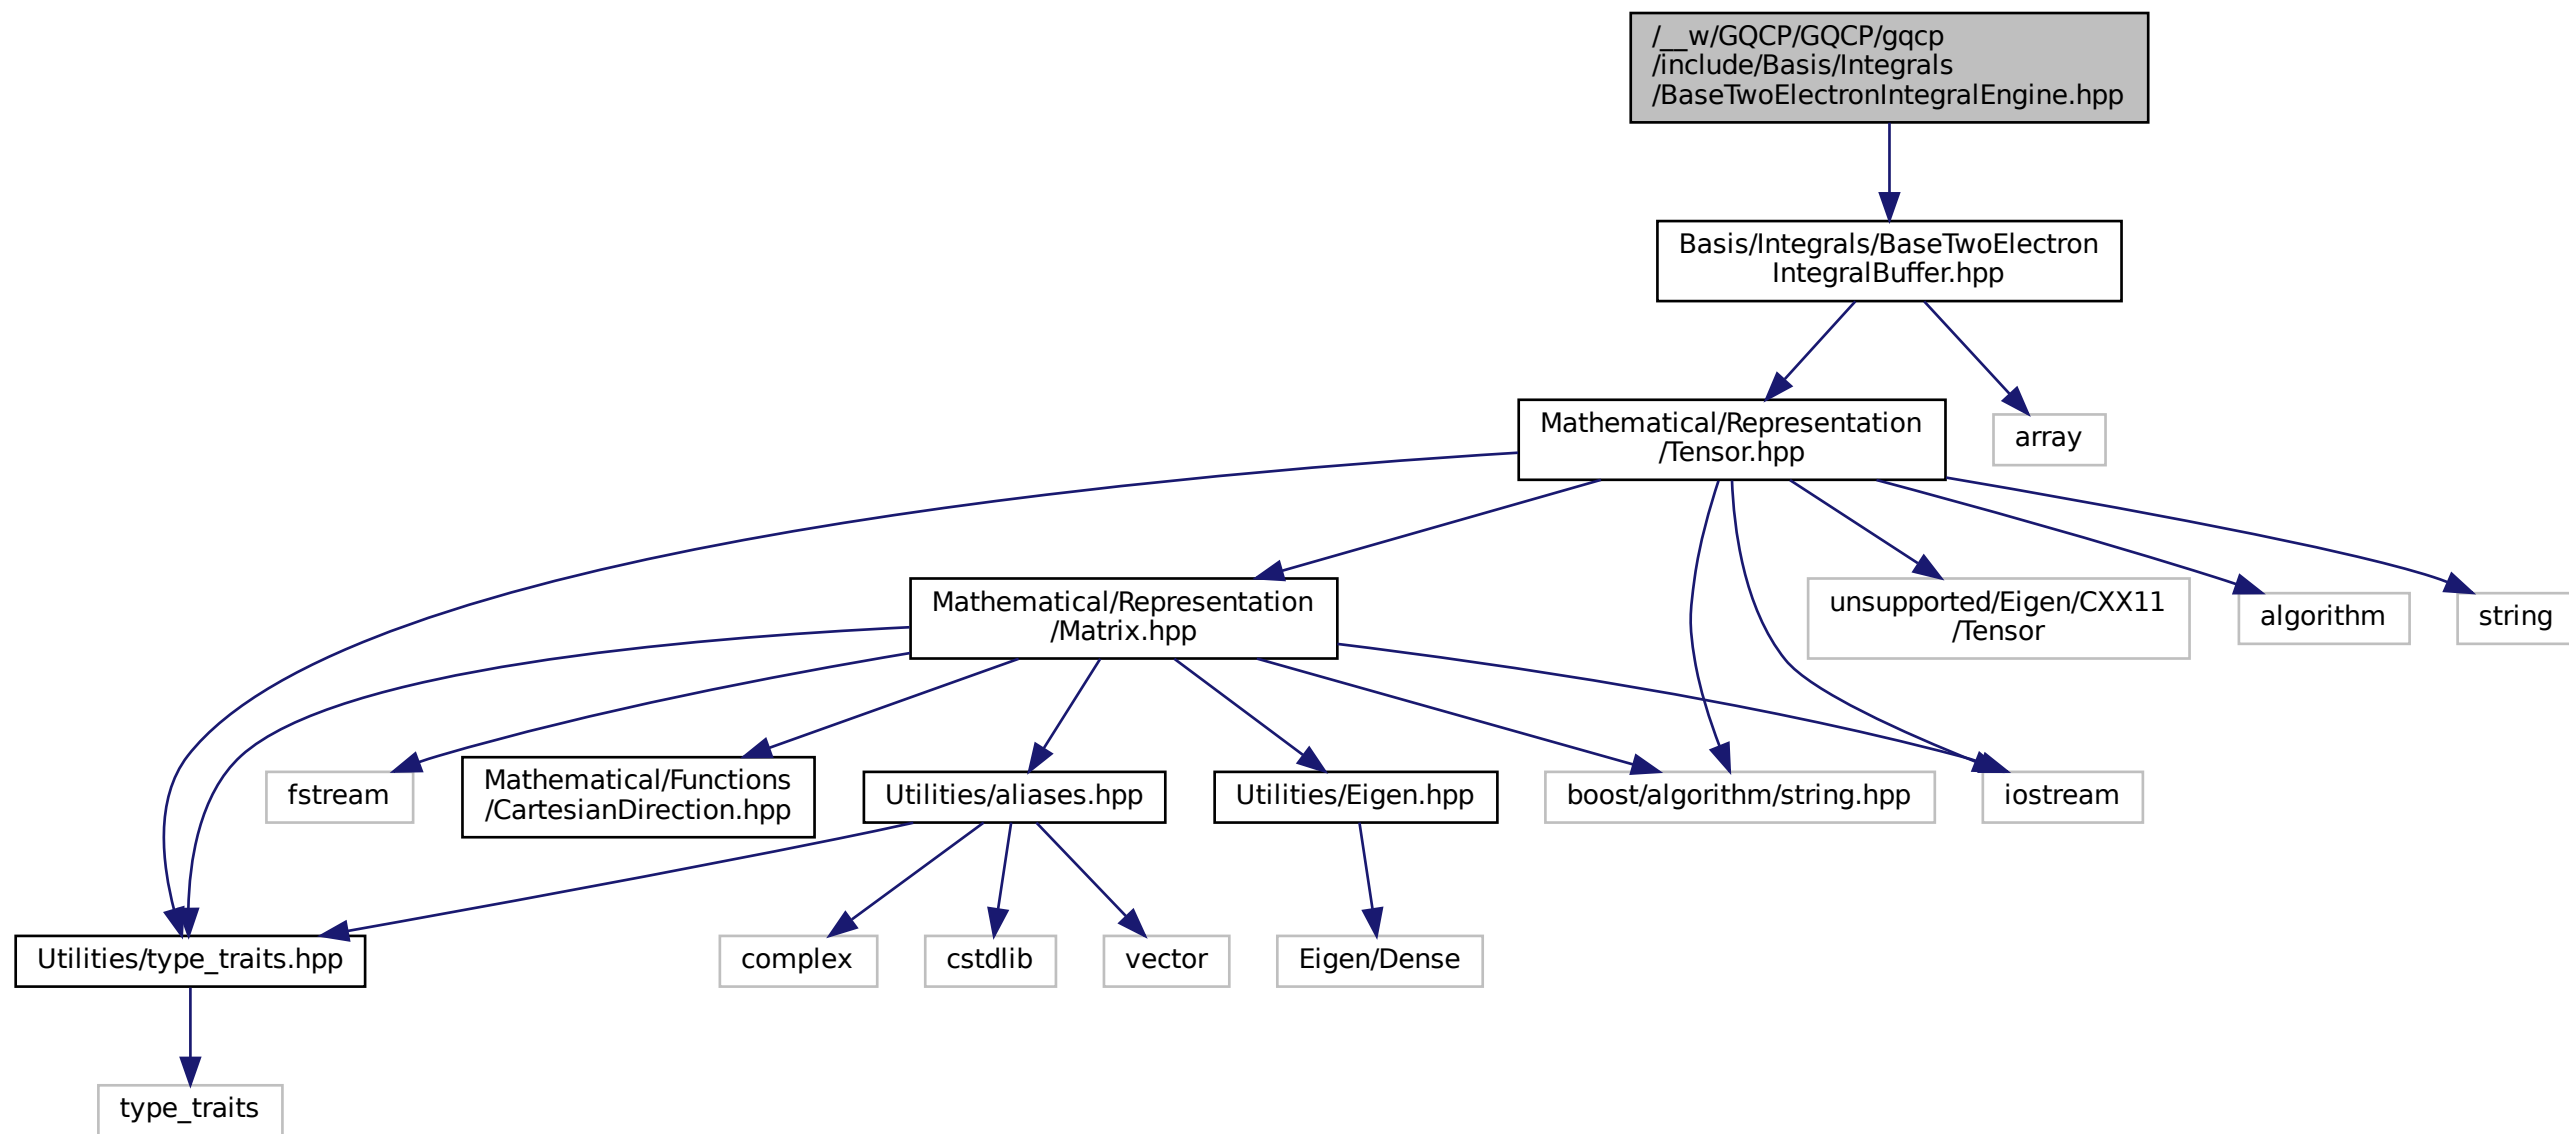 /__w/GQCP/GQCP/gqcp
/include/Basis/Integrals
/BaseTwoElectronIntegralEngine.hpp
Basis/Integrals/BaseTwoElectron
IntegralBuffer.hpp
Mathematical/Representation
/Tensor.hpp
array
Mathematical/Representation
/Matrix.hpp
unsupported/Eigen/CXX11
/Tensor
algorithm
string
fstream
Mathematical/Functions
/CartesianDirection.hpp
Utilities/aliases.hpp
Utilities/Eigen.hpp
boost/algorithm/string.hpp
iostream
Utilities/type_traits.hpp
complex
cstdlib
vector
Eigen/Dense
type_traits